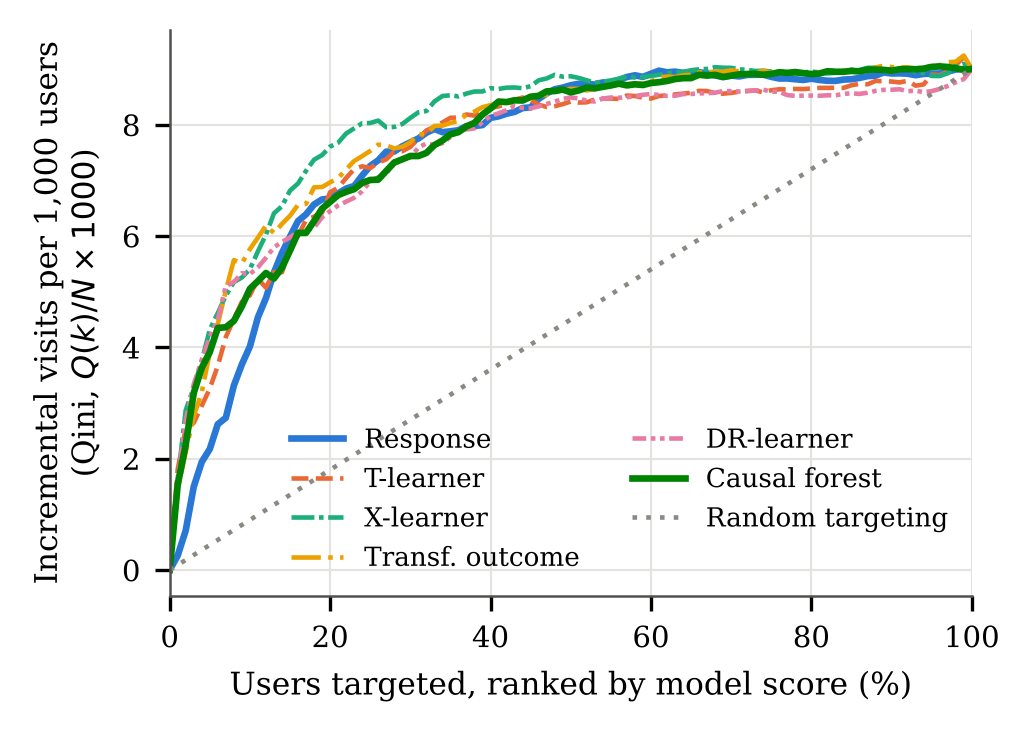 Incremental visits per 1,000 users
(Qini, Q(k)/N × 1000)
8
6
4
2
0
Response
T-learner
X-learner
Transf. outcome
DR-learner
Causal forest
Random targeting
0 20 40 60 80 100
Users targeted, ranked by model score (%)